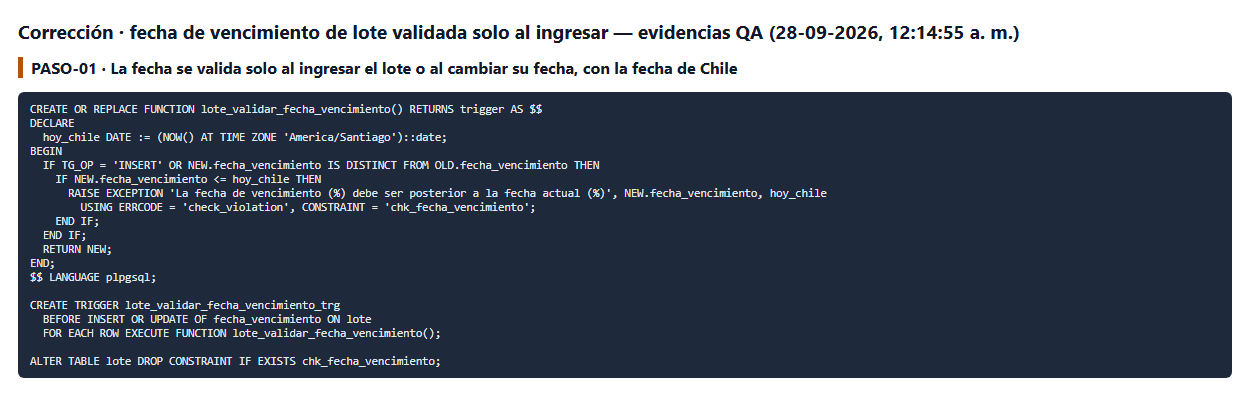 Corrección · fecha de vencimiento de lote validada solo al ingresar — evidencias QA (28-09-2026, 12:14:55 a. m.)
PASO-01 · La fecha se valida solo al ingresar el lote o al cambiar su fecha, con la fecha de Chile
CREATE OR REPLACE FUNCTION lote_validar_fecha_vencimiento() RETURNS trigger AS $$
DECLARE
  hoy_chile DATE := (NOW() AT TIME ZONE 'America/Santiago')::date;
BEGIN
  IF TG_OP = 'INSERT' OR NEW.fecha_vencimiento IS DISTINCT FROM OLD.fecha_vencimiento THEN
    IF NEW.fecha_vencimiento <= hoy_chile THEN
      RAISE EXCEPTION 'La fecha de vencimiento (%) debe ser posterior a la fecha actual (%)', NEW.fecha_vencimiento, hoy_chile
        USING ERRCODE = 'check_violation', CONSTRAINT = 'chk_fecha_vencimiento';
    END IF;
  END IF;
  RETURN NEW;
END;
$$ LANGUAGE plpgsql;

CREATE TRIGGER lote_validar_fecha_vencimiento_trg
  BEFORE INSERT OR UPDATE OF fecha_vencimiento ON lote
  FOR EACH ROW EXECUTE FUNCTION lote_validar_fecha_vencimiento();

ALTER TABLE lote DROP CONSTRAINT IF EXISTS chk_fecha_vencimiento;